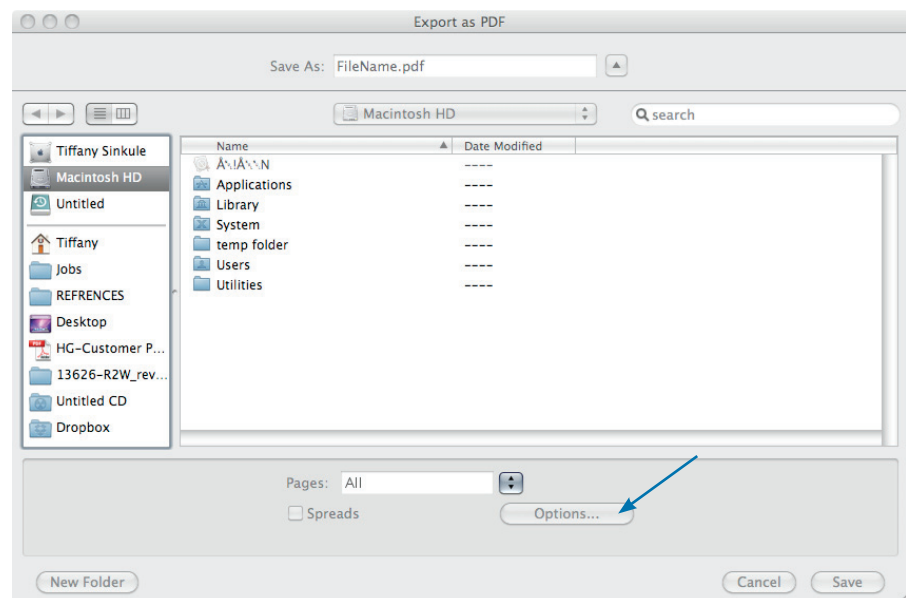 Export as PDF
Save As: FileName.pdf
Macintosh HD
search
Tiffany Sinkule
Macintosh HD
Untitled
Tiffany
Jobs
REFRENCES
Desktop
HG-Customer P...
13626-R2W_rev...
Untitled CD
Dropbox
Name Date Modified
----
Applications ----
Library ----
System ----
temp folder ----
Users ----
Utilities ----
Pages: All
Spreads Options...
New Folder Cancel Save